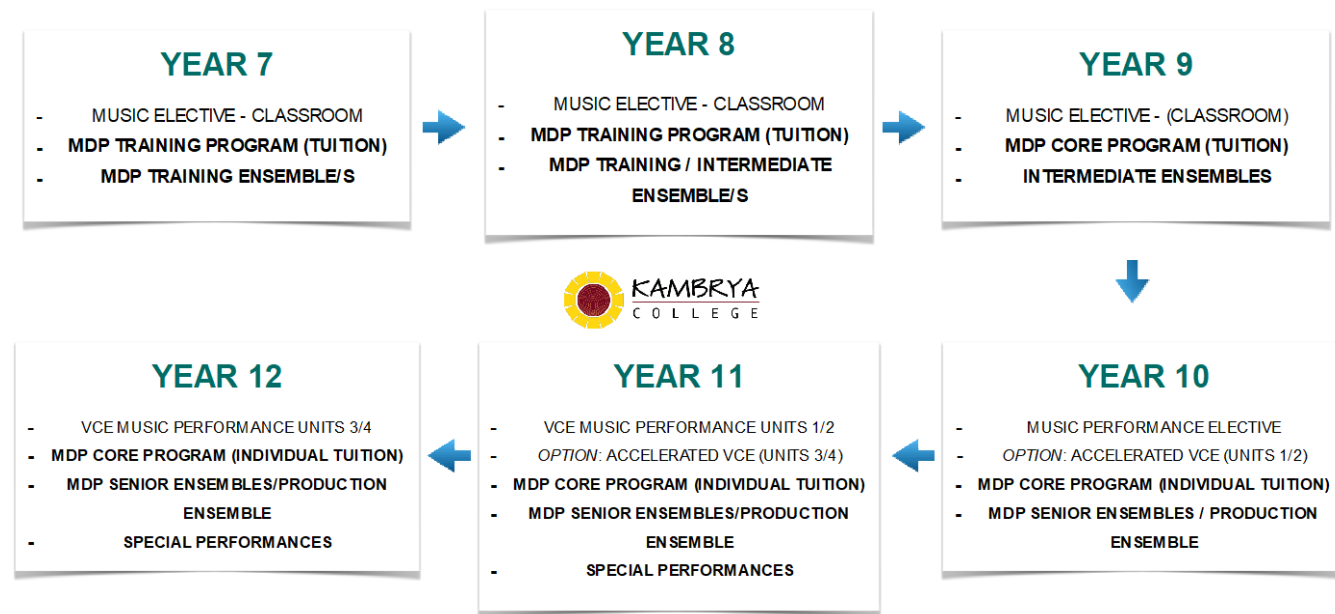 YEAR 7
- MUSIC ELECTIVE - CLASSROOM
- MDP TRAINING PROGRAM (TUITION)
- MDP TRAINING ENSEMBLE/S
YEAR 8
- MUSIC ELECTIVE - CLASSROOM
- MDP TRAINING PROGRAM (TUITION)
- MDP TRAINING / INTERMEDIATE
ENSEMBLE/S
YEAR 9
- MUSIC ELECTIVE - (CLASSROOM)
- MDP CORE PROGRAM (TUITION)
- INTERMEDIATE ENSEMBLES
KAMBRYA
COLLEGE
YEAR 10
- MUSIC PERFORMANCE ELECTIVE
- OPTION: ACCELERATED VCE (UNITS 1/2)
- MDP CORE PROGRAM (INDIVIDUAL TUITION)
- MDP SENIOR ENSEMBLES / PRODUCTION
ENSEMBLE
YEAR 11
- VCE MUSIC PERFORMANCE UNITS 1/2
- OPTION: ACCELERATED VCE (UNITS 3/4)
- MDP CORE PROGRAM (INDIVIDUAL TUITION)
- MDP SENIOR ENSEMBLES/PRODUCTION
ENSEMBLE
- SPECIAL PERFORMANCES
YEAR 12
- VCE MUSIC PERFORMANCE UNITS 3/4
- MDP CORE PROGRAM (INDIVIDUAL TUITION)
- MDP SENIOR ENSEMBLES/PRODUCTION
ENSEMBLE
- SPECIAL PERFORMANCES